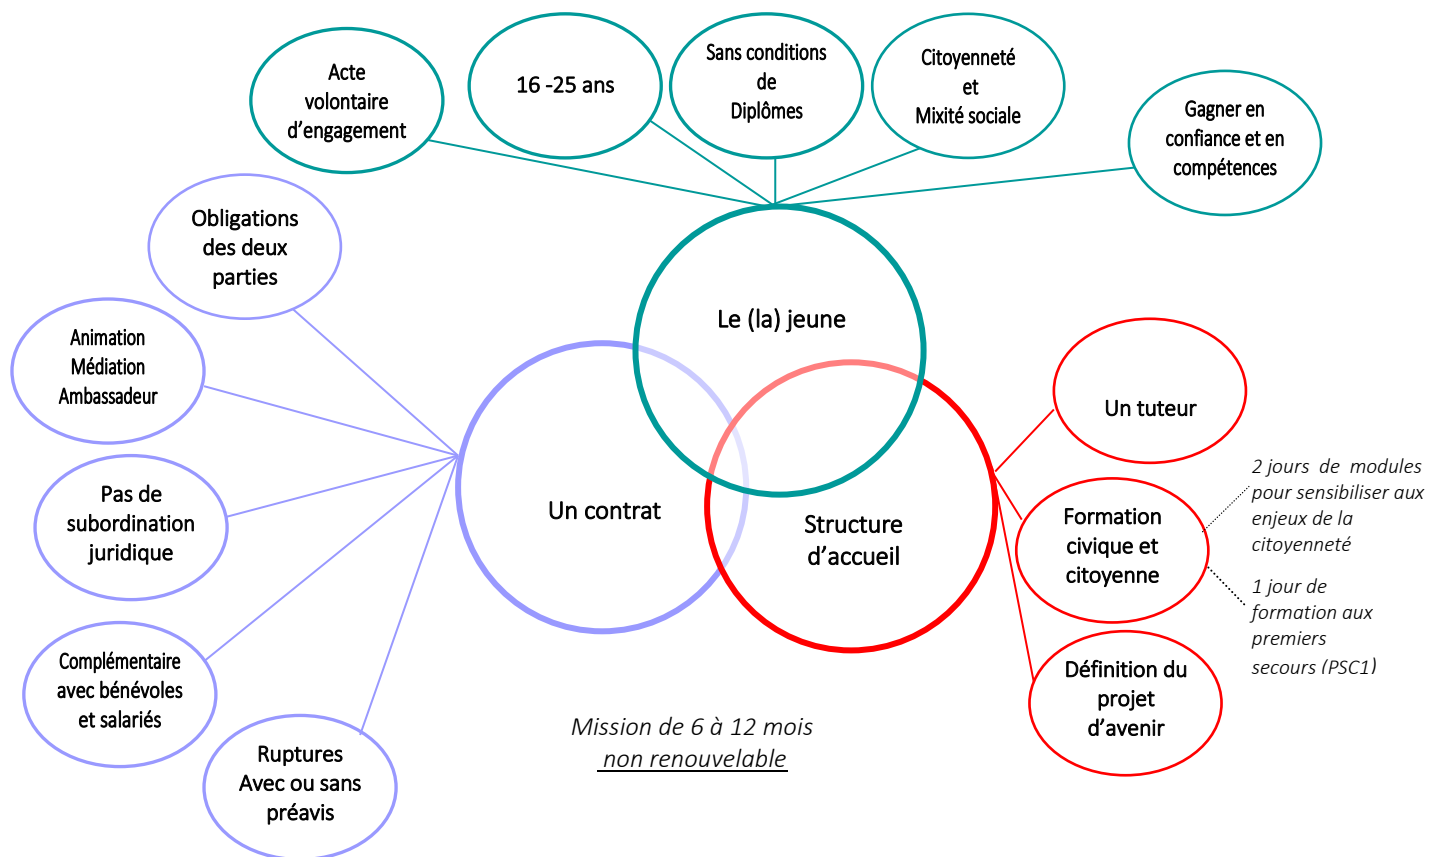 Acte
volontaire
d’engagement
16 -25 ans
Sans conditions
de
Diplômes
Citoyenneté
et
Mixité sociale
Gagner en
confiance et en
compétences
Obligations
des deux
parties
Animation
Médiation
Ambassadeur
Pas de
subordination
juridique
Complémentaire
avec bénévoles
et salariés
Ruptures
Avec ou sans
préavis
Le (la) jeune
Un contrat
Structure
d’accueil
Un tuteur
Formation
civique et
citoyenne
2 jours de modules
pour sensibiliser aux
enjeux de la
citoyenneté
1 jour de
formation aux
premiers
secours (PSC1)
Définition du
projet
d’avenir
Mission de 6 à 12 mois
non renouvelable